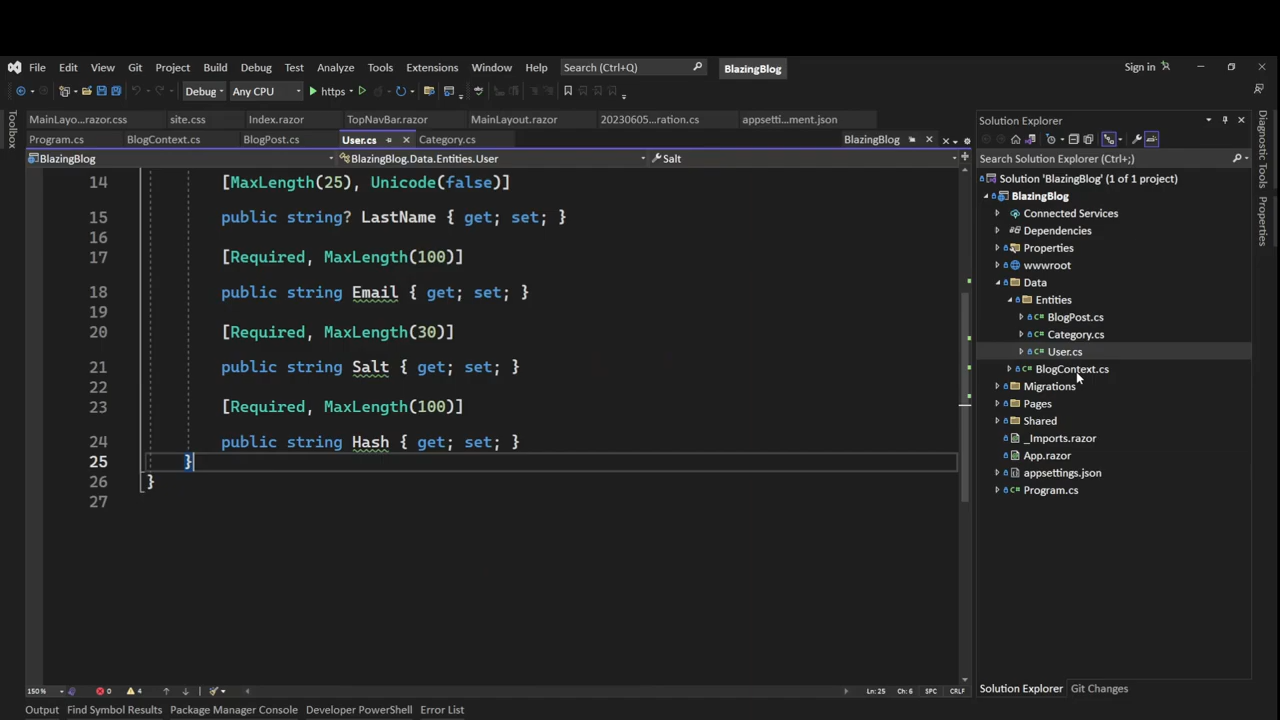 File Edit View Git Project Build Debug Test Analyze Tools Extensions Window Help Search (Ctrl+Q) BlazingBlog Sign in
Debug Any CPU https
MainLayo...razor.css site.css Index.razor TopNavBar.razor MainLayout.razor 20230605...ration.cs appsetti...ment.json
Program.cs BlogContext.cs BlogPost.cs User.cs Category.cs BlazingBlog
BlazingBlog BlazingBlog.Data.Entities.User Salt
Toolbox
14 [MaxLength(25), Unicode(false)]
15 public string? LastName { get; set; }
16
17 [Required, MaxLength(100)]
18 public string Email { get; set; }
19
20 [Required, MaxLength(30)]
21 public string Salt { get; set; }
22
23 [Required, MaxLength(100)]
24 public string Hash { get; set; }
25 }
26 }
27
150 % 0 4 Ln: 25 Ch: 6 SPC CRLF
Solution Explorer
Search Solution Explorer (Ctrl+;)
Solution 'BlazingBlog' (1 of 1 project)
BlazingBlog
Connected Services
Dependencies
Properties
wwwroot
Data
Entities
C# BlogPost.cs
C# Category.cs
C# User.cs
C# BlogContext.cs
Migrations
Pages
Shared
_Imports.razor
App.razor
appsettings.json
C# Program.cs
Solution Explorer Git Changes
Diagnostic Tools
Properties
Output Find Symbol Results Package Manager Console Developer PowerShell Error List